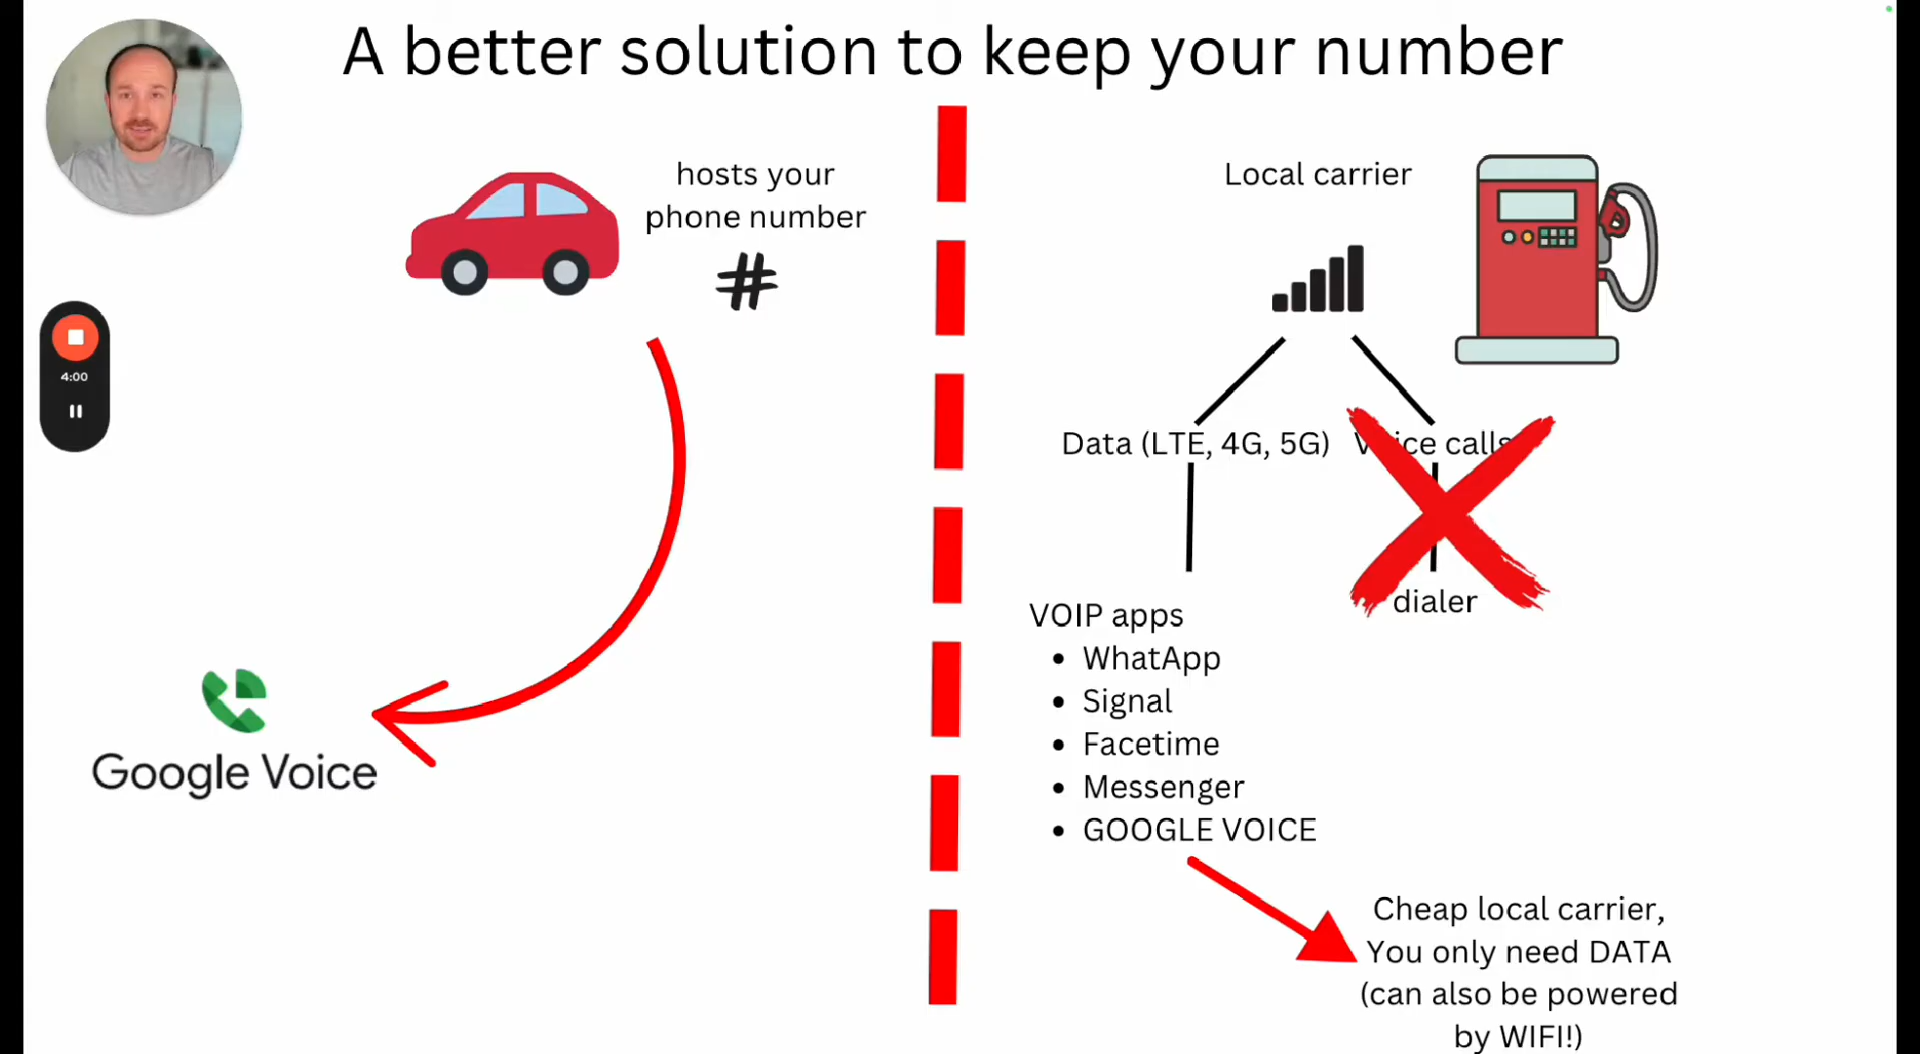 A better solution to keep your number
hosts your
phone number
#
4:00
Google Voice
Local carrier
Data (LTE, 4G, 5G)
Voice calls
dialer
VOIP apps
• WhatApp
• Signal
• Facetime
• Messenger
• GOOGLE VOICE
Cheap local carrier,
You only need DATA
(can also be powered
by WIFI!)